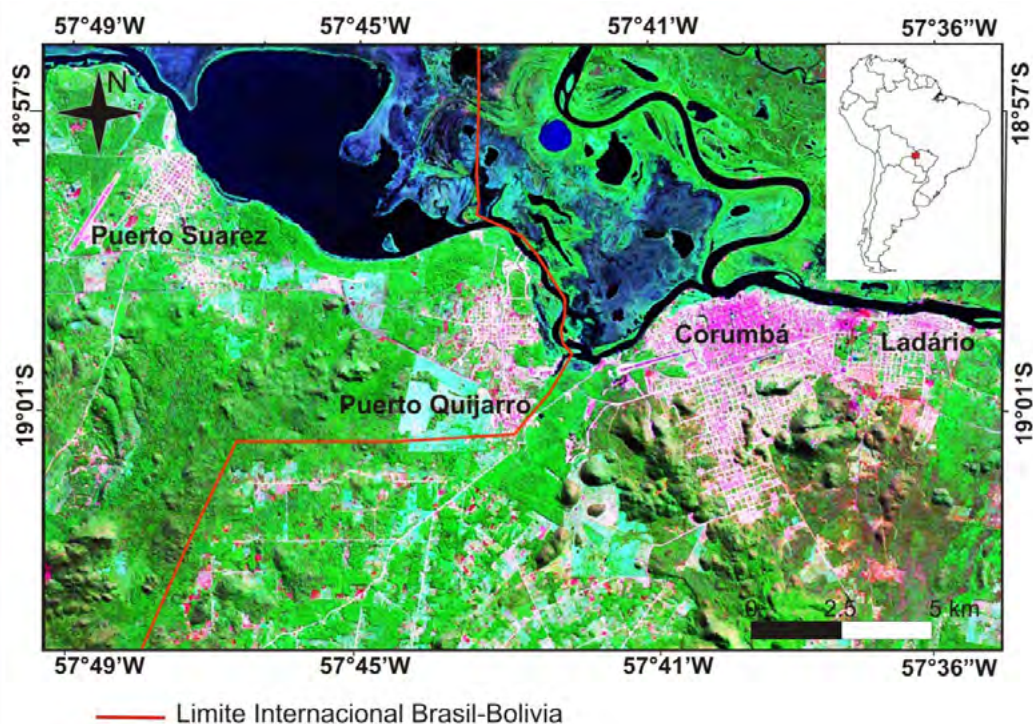 57°49'W 57°45'W 57°41'W 57°36"W
N
18°57'S 18°57'S
Puerto Suarez
Corumbá
Ladário
Puerto Quijarro
19°01'S 19°01'S
0 2.5 5 km
57°49'W 57°45'W 57°41'W 57°36"W
Limite Internacional Brasil-Bolivia